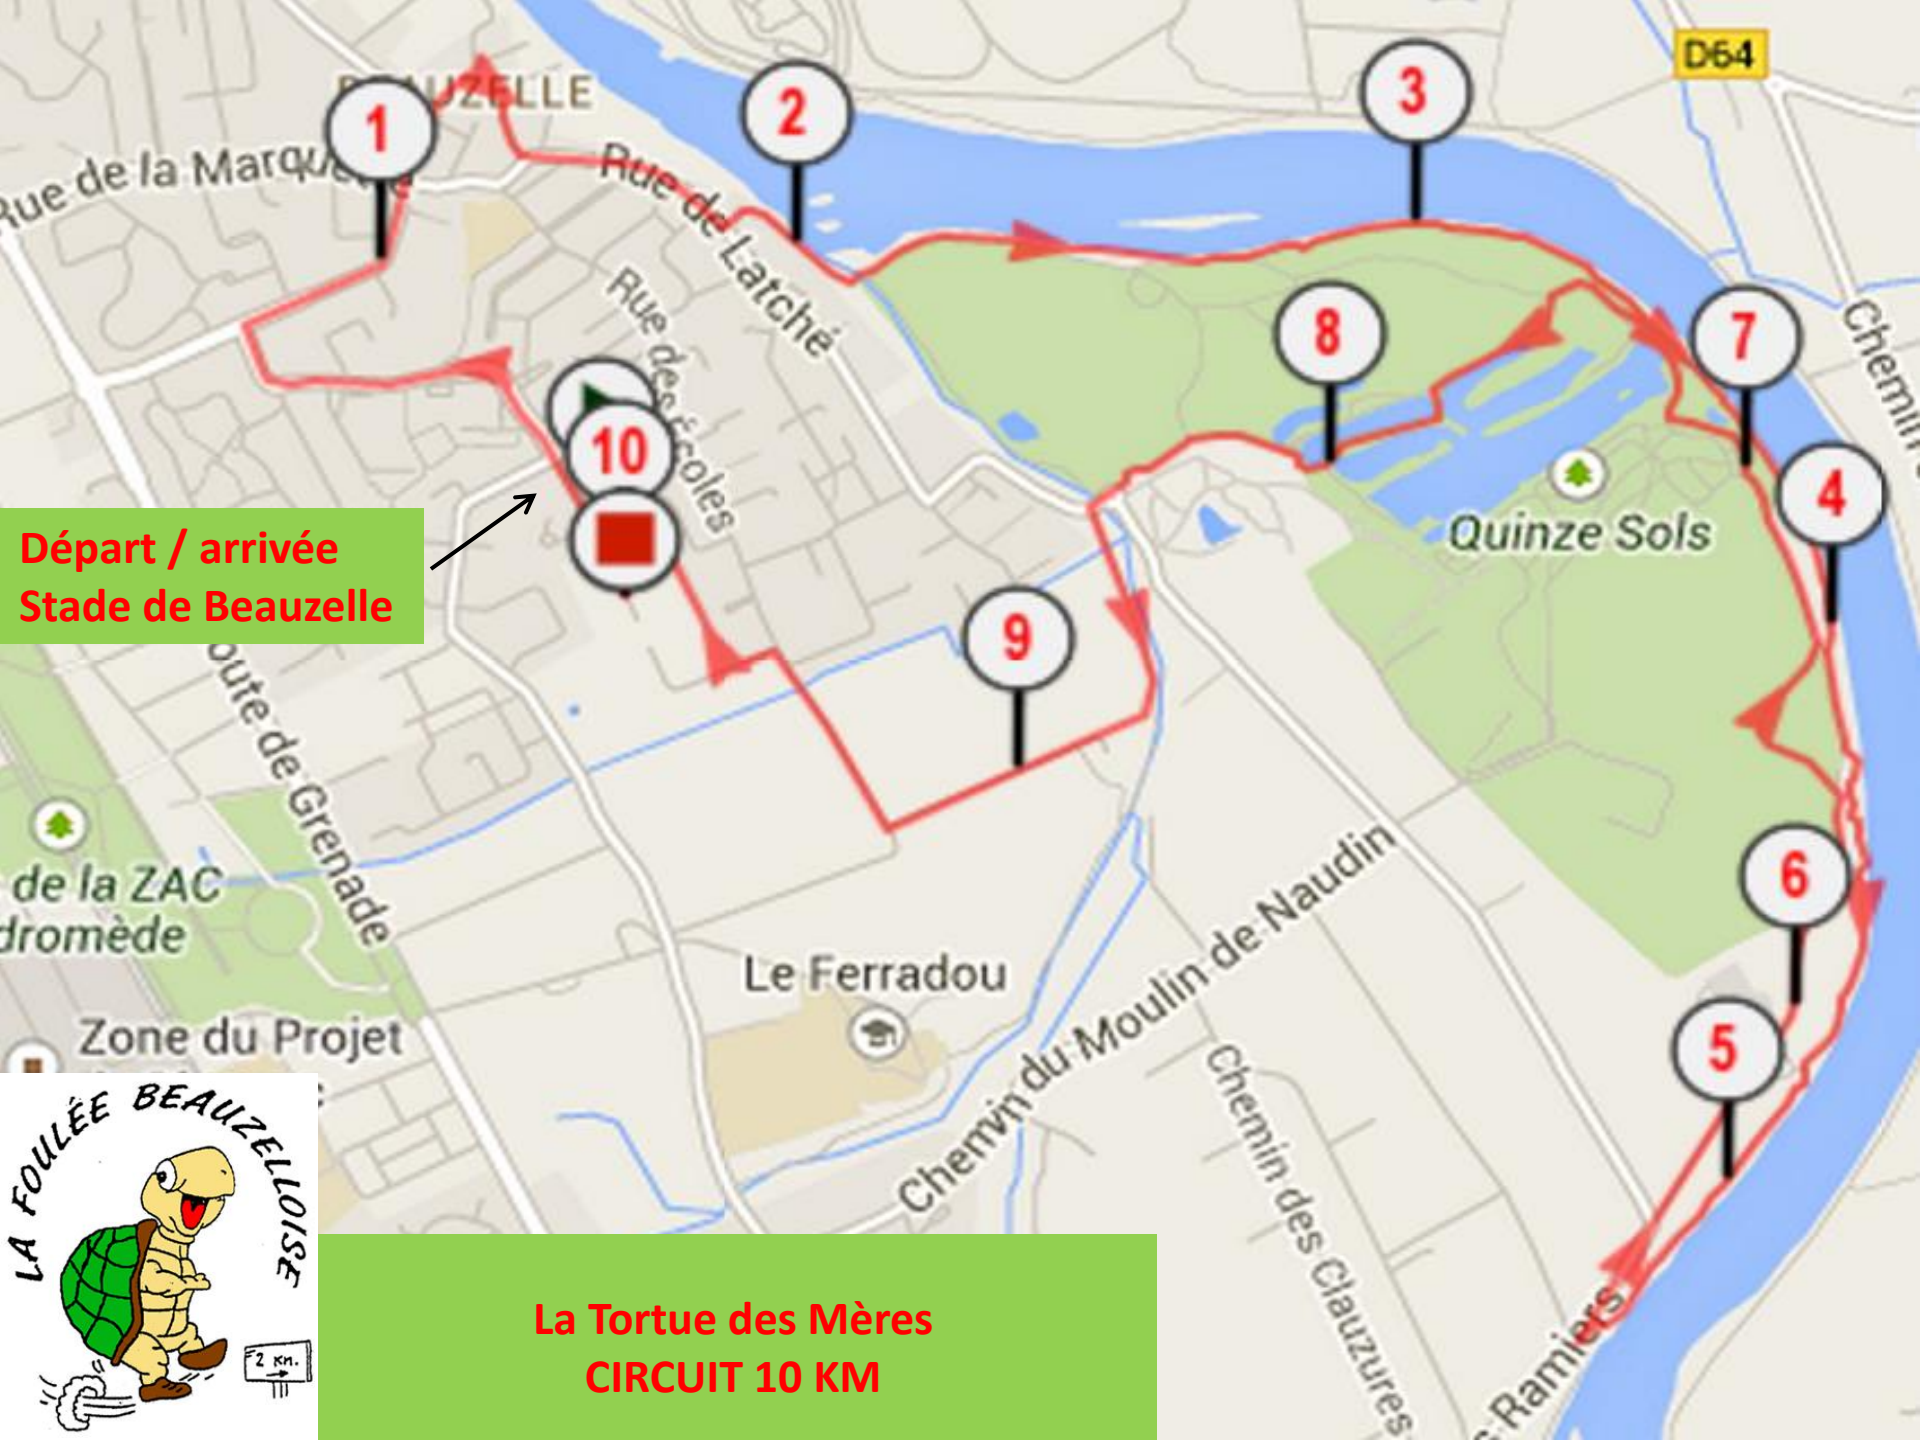 D64
BEAUZELLE
1
2
3
Rue de la Marquette
Rue de Latché
Rue des écoles
8
7
10
4
Chemin
Quinze Sols
Départ / arrivée
Stade de Beauzelle
9
oute de Grenade
de la ZAC
dromède
6
Le Ferradou
Chemin du Moulin de Naudin
Zone du Projet
5
Chemin des Clauzures
Ramiers
LA FOULÉE BEAUZELLOISE
2 KM.
La Tortue des Mères
CIRCUIT 10 KM